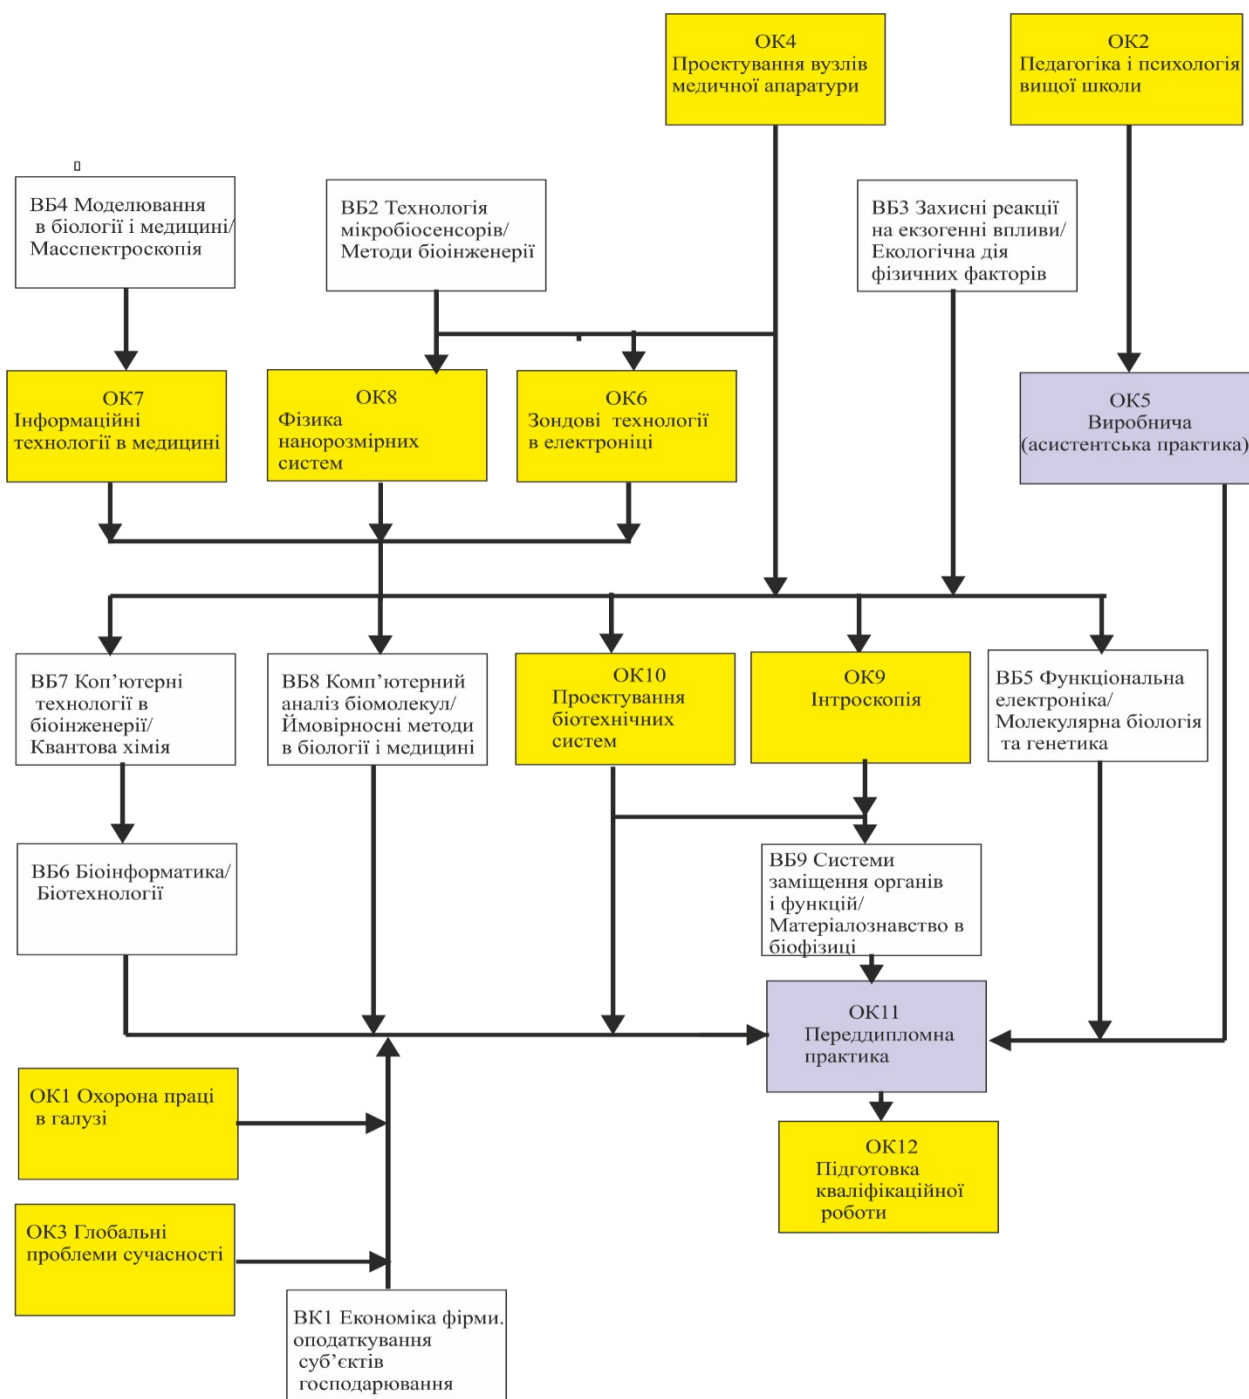 ОК4
Проектування вузлів
медичної апаратури
ОК2
Педагогіка і психологія
вищої школи
ВБ4 Моделювання
в біології і медицині/
Масспектроскопія
ВБ2 Технологія
мікробіосенсорів/
Методи біоінженерії
ВБ3 Захисні реакції
на екзогенні впливи/
Екологічна дія
фізичних факторів
ОК7
Інформаційні
технології в медицині
ОК8
Фізика
нанорозмірних
систем
ОК6
Зондові технології
в електроніці
ОК5
Виробнича
(асистентська практика)
ВБ7 Коп’ютерні
технології в
біоінженерії/
Квантова хімія
ВБ8 Комп’ютерний
аналіз біомолекул/
Ймовірносні методи
в біології і медицині
ОК10
Проектування
біотехнічних
систем
ОК9
Інтроскопія
ВБ5 Функціональна
електроніка/
Молекулярна біологія
та генетика
ВБ6 Біоінформатика/
Біотехнології
ВБ9 Системи
заміщення органів
і функцій/
Матеріалознавство в
біофізиці
ОК11
Переддипломна
практика
ОК1 Охорона праці
в галузі
ОК12
Підготовка
кваліфікаційної
роботи
ОК3 Глобальні
проблеми сучасності
ВК1 Економіка фірми.
оподаткування
суб’єктів
господарювання